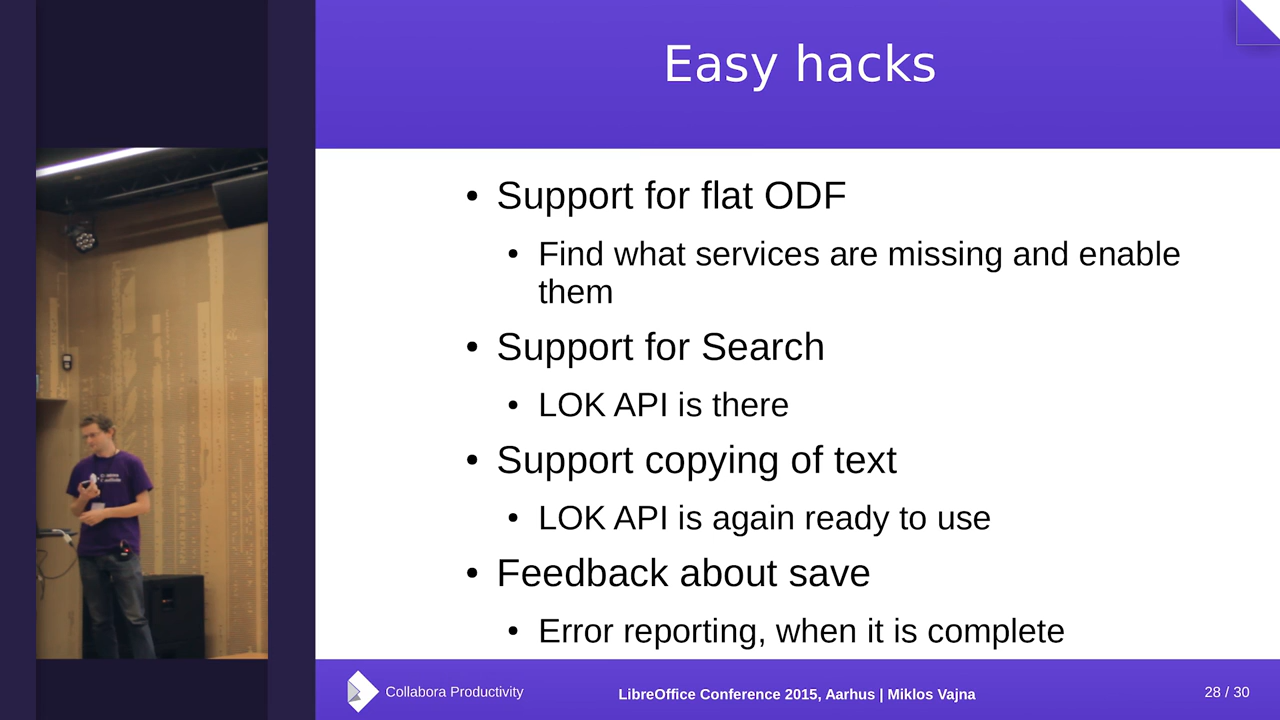 Easy hacks
• Support for flat ODF
• Find what services are missing and enable
them
• Support for Search
• LOK API is there
• Support copying of text
• LOK API is again ready to use
• Feedback about save
• Error reporting, when it is complete
Collabora Productivity
LibreOffice Conference 2015, Aarhus | Miklos Vajna
28 / 30